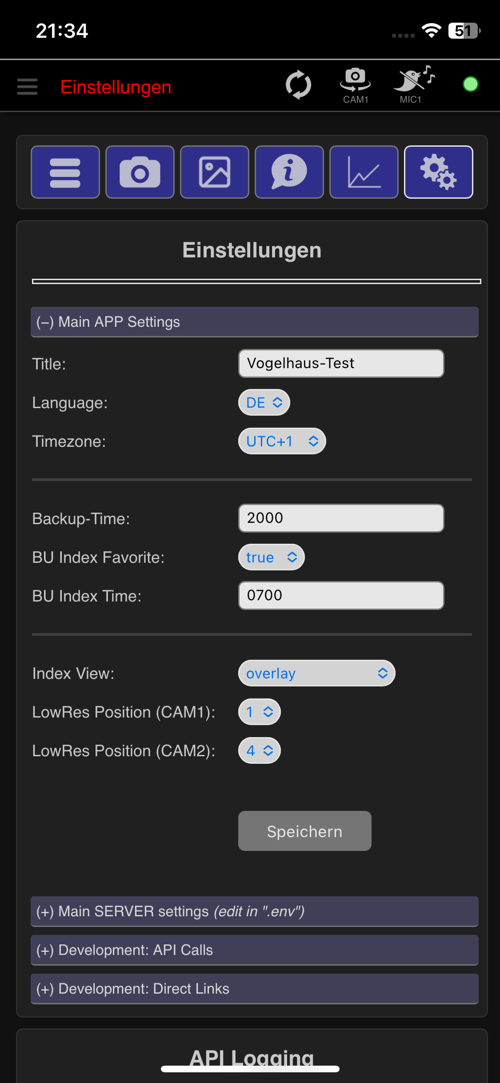 21:34
51
Einstellungen
CAM1
MIC1
Einstellungen
(–) Main APP Settings
Title: Vogelhaus-Test
Language: DE
Timezone: UTC+1
Backup-Time: 2000
BU Index Favorite: true
BU Index Time: 0700
Index View: overlay
LowRes Position (CAM1): 1
LowRes Position (CAM2): 4
Speichern
(+) Main SERVER settings (edit in ".env")
(+) Development: API Calls
(+) Development: Direct Links
API Logging